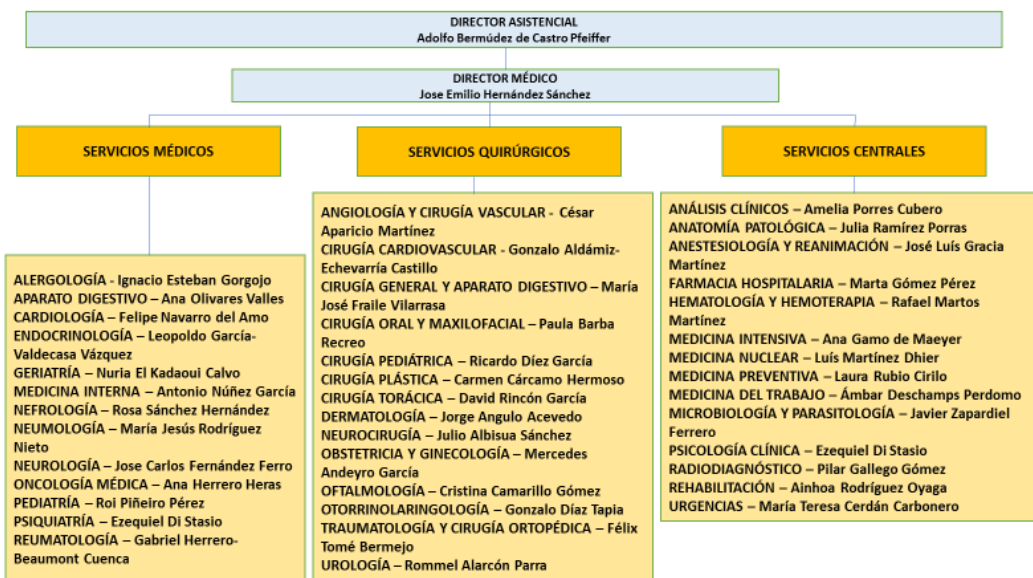 DIRECTOR ASISTENCIAL
Adolfo Bermúdez de Castro Pfeiffer
DIRECTOR MÉDICO
Jose Emilio Hernández Sánchez
SERVICIOS MÉDICOS
ALERGOLOGÍA - Ignacio Esteban Gorgojo
APARATO DIGESTIVO – Ana Olivares Valles
CARDIOLOGÍA – Felipe Navarro del Amo
ENDOCRINOLOGÍA – Leopoldo García-
Valdecasa Vázquez
GERIATRÍA – Nuria El Kadaoui Calvo
MEDICINA INTERNA – Antonio Núñez García
NEFROLOGÍA – Rosa Sánchez Hernández
NEUMOLOGÍA – María Jesús Rodríguez
Nieto
NEUROLOGÍA – Jose Carlos Fernández Ferro
ONCOLOGÍA MÉDICA – Ana Herrero Heras
PEDIATRÍA – Roi Piñeiro Pérez
PSIQUIATRÍA – Ezequiel Di Stasio
REUMATOLOGÍA – Gabriel Herrero-
Beaumont Cuenca
SERVICIOS QUIRÚRGICOS
ANGIOLOGÍA Y CIRUGÍA VASCULAR - César
Aparicio Martínez
CIRUGÍA CARDIOVASCULAR - Gonzalo Aldámiz-
Echevarría Castillo
CIRUGÍA GENERAL Y APARATO DIGESTIVO – María
José Fraile Vilarrasa
CIRUGÍA ORAL Y MAXILOFACIAL – Paula Barba
Recreo
CIRUGÍA PEDIÁTRICA – Ricardo Díez García
CIRUGÍA PLÁSTICA – Carmen Cárcamo Hermoso
CIRUGÍA TORÁCICA – David Rincón García
DERMATOLOGÍA – Jorge Angulo Acevedo
NEUROCIRUGÍA – Julio Albisua Sánchez
OBSTETRICIA Y GINECOLOGÍA – Mercedes
Andeyro García
OFTALMOLOGÍA – Cristina Camarillo Gómez
OTORRINOLARINGOLOGÍA – Gonzalo Díaz Tapia
TRAUMATOLOGÍA Y CIRUGÍA ORTOPÉDICA – Félix
Tomé Bermejo
UROLOGÍA – Rommel Alarcón Parra
SERVICIOS CENTRALES
ANÁLISIS CLÍNICOS – Amelia Porres Cubero
ANATOMÍA PATOLÓGICA – Julia Ramírez Porras
ANESTESIOLOGÍA Y REANIMACIÓN – José Luís Gracia
Martínez
FARMACIA HOSPITALARIA – Marta Gómez Pérez
HEMATOLOGÍA Y HEMOTERAPIA – Rafael Martos
Martínez
MEDICINA INTENSIVA – Ana Gamo de Maeyer
MEDICINA NUCLEAR – Luís Martínez Dhier
MEDICINA PREVENTIVA – Laura Rubio Cirilo
MEDICINA DEL TRABAJO – Ámbar Deschamps Perdomo
MICROBIOLOGÍA Y PARASITOLOGÍA – Javier Zapardiel
Ferrero
PSICOLOGÍA CLÍNICA – Ezequiel Di Stasio
RADIODIAGNÓSTICO – Pilar Gallego Gómez
REHABILITACIÓN – Ainhoa Rodríguez Oyaga
URGENCIAS – María Teresa Cerdán Carbonero